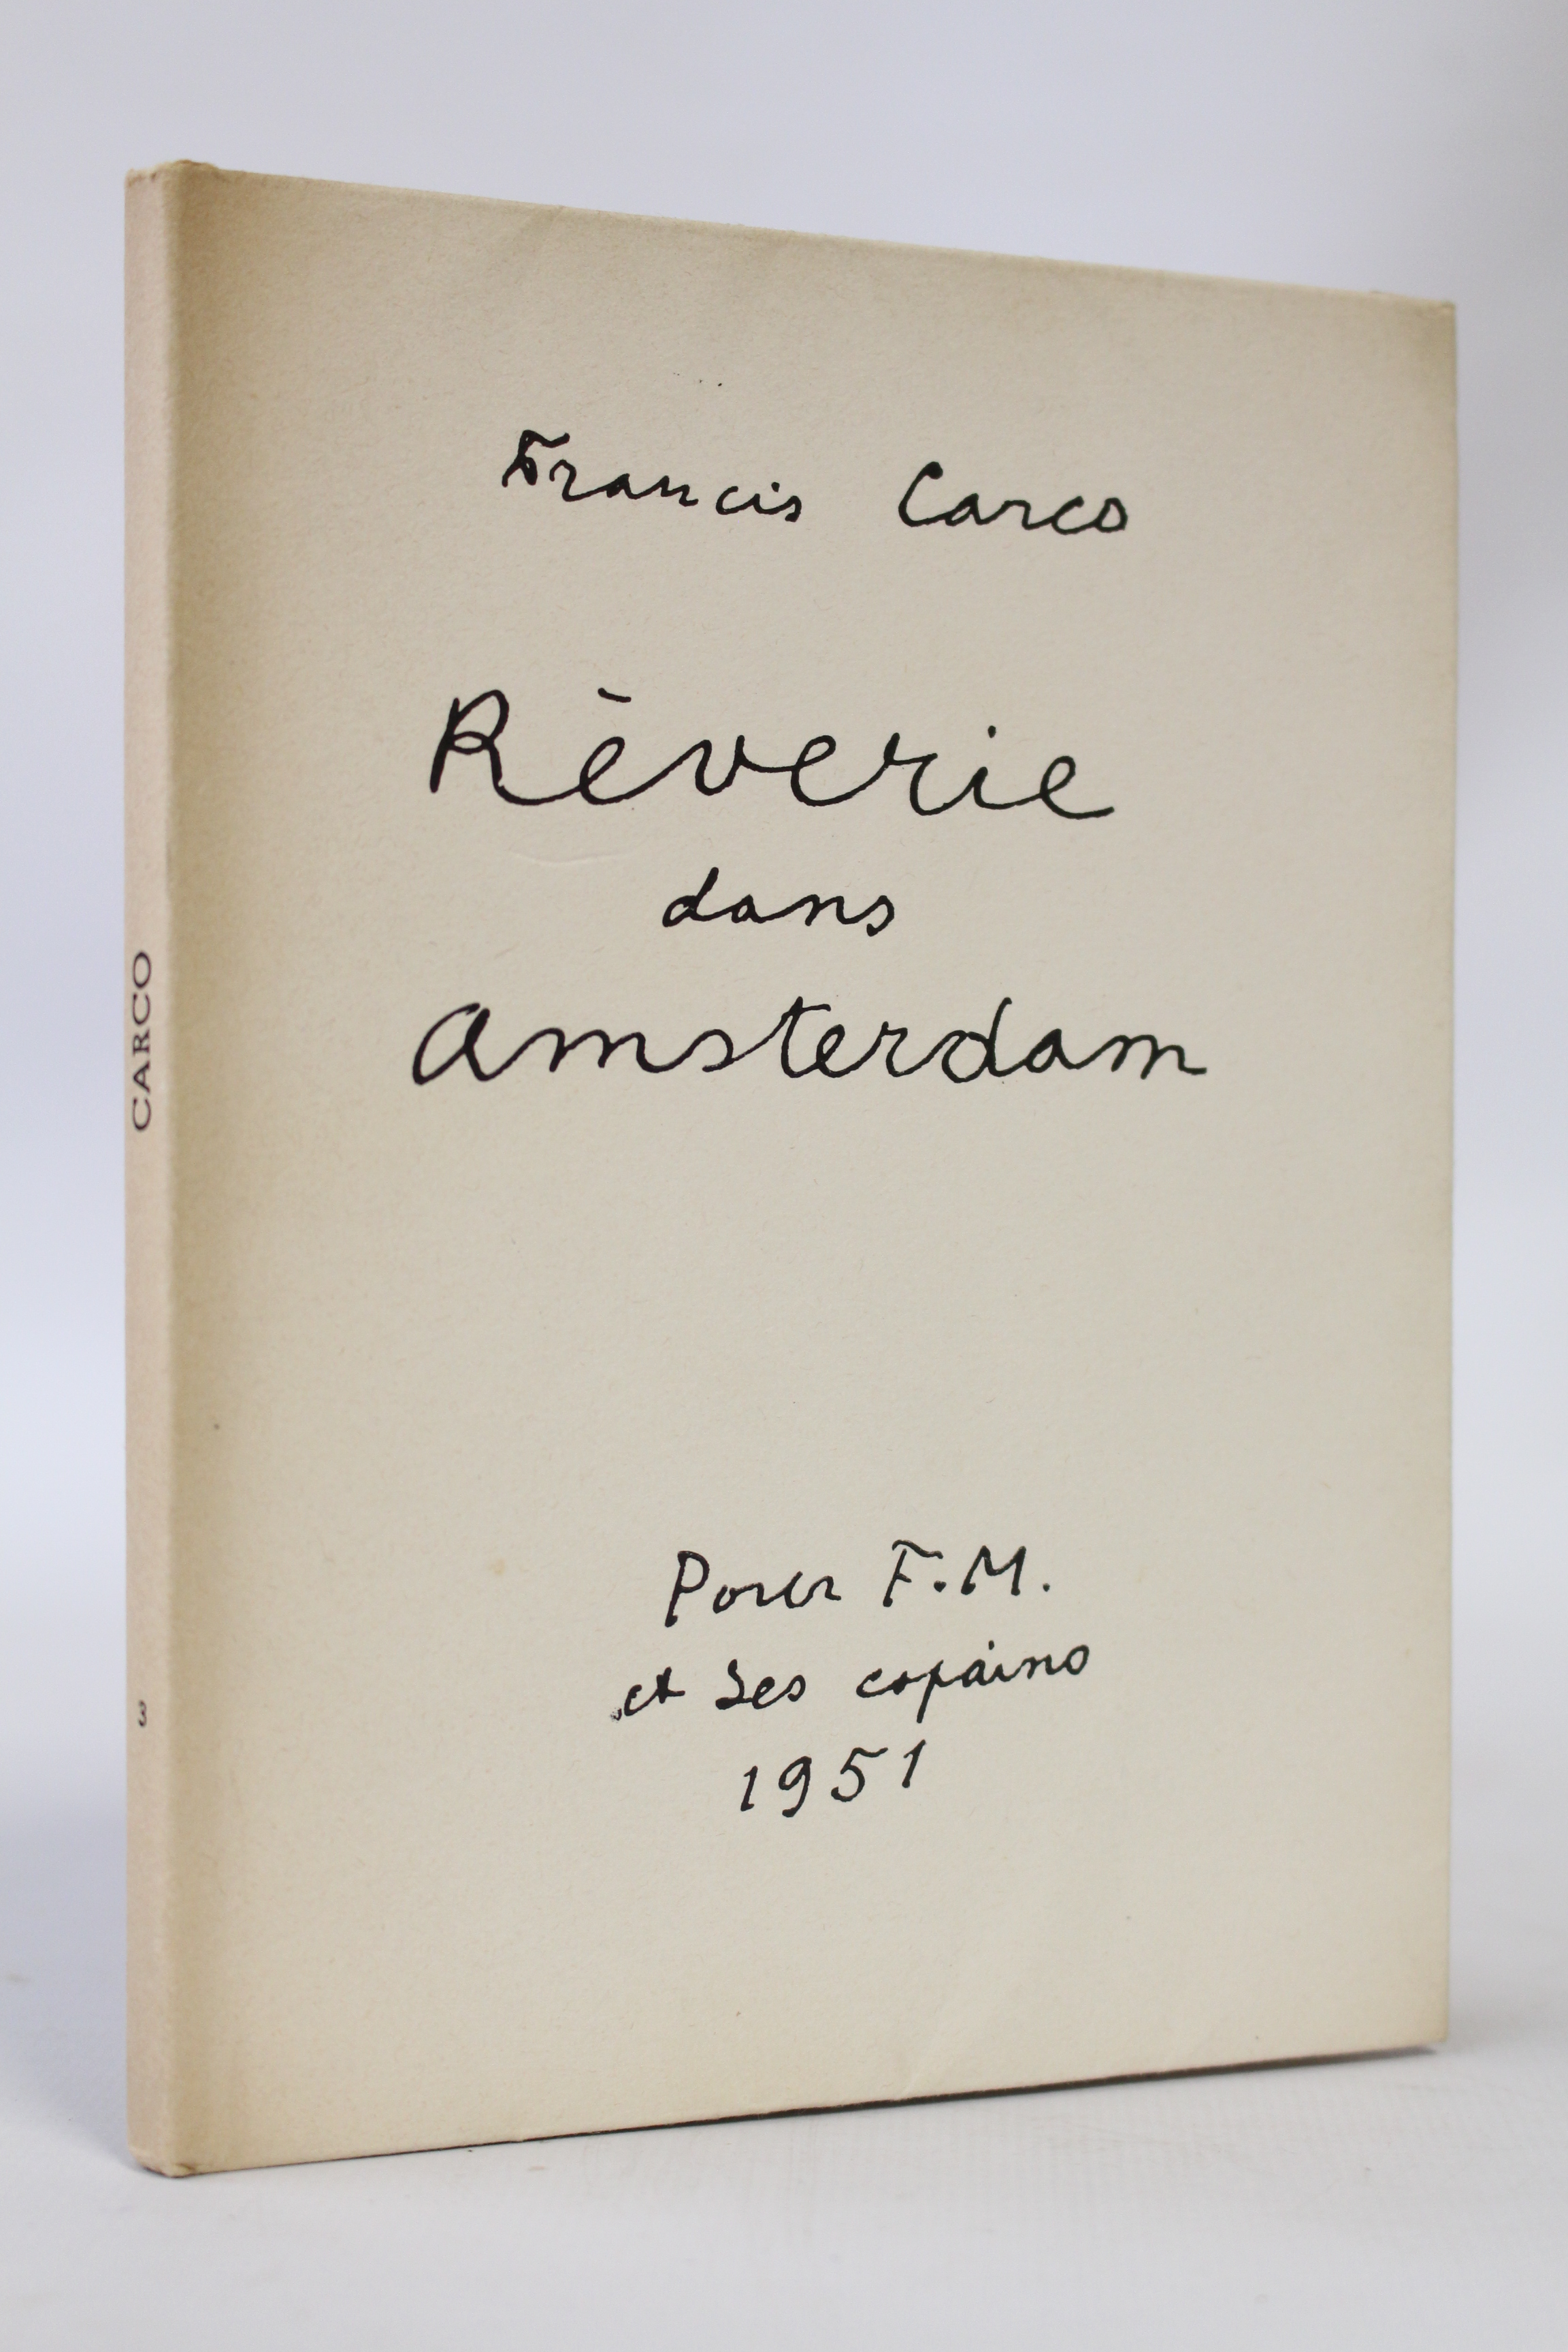 Francis Carco
Rêverie
dans
Amsterdam
Pour F.M.
et ses copains
1951
CARCO
3